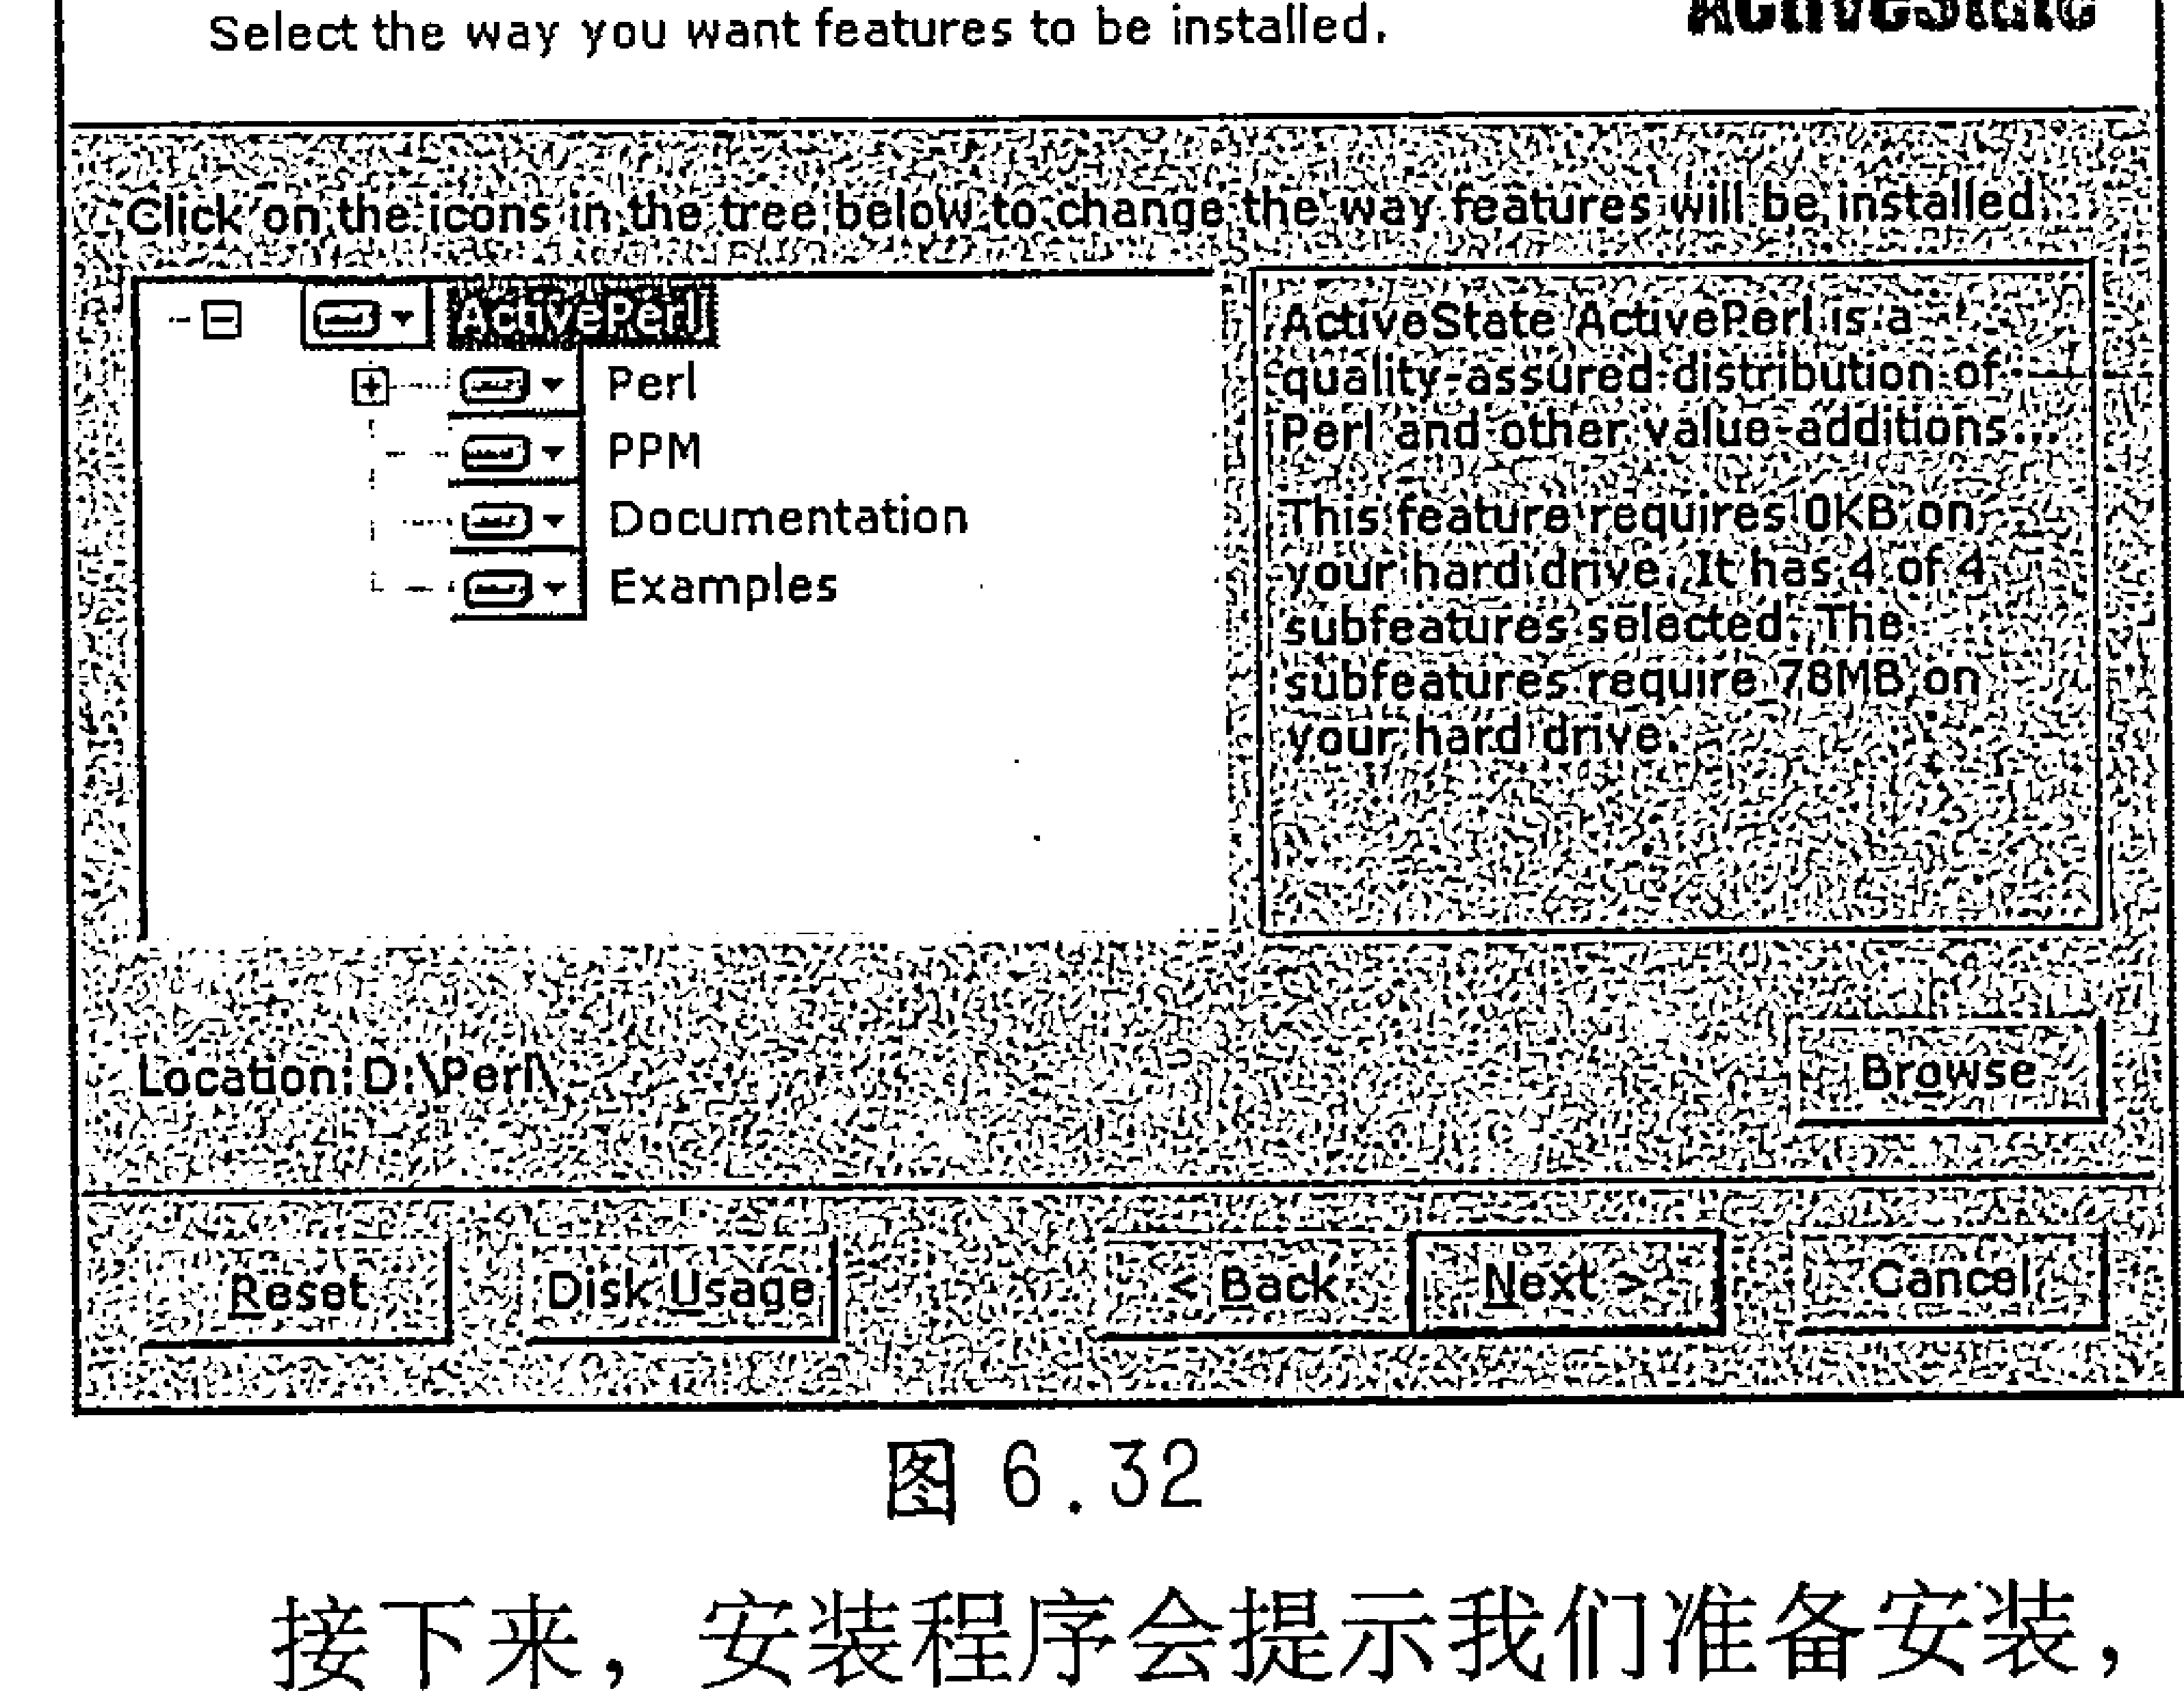 Select the way you want features to be installed.
ActiveState
Click on the icons in the tree below to change the way features will be installed.
ActivePerl
Perl
PPM
Documentation
Examples
ActiveState ActivePerl is a
quality-assured distribution of
Perl and other value-additions...
This feature requires 0KB on
your hard drive. It has 4 of 4
subfeatures selected. The
subfeatures require 78MB on
your hard drive.
Location: D:\Perl\
Browse
Reset
Disk Usage
< Back
Next >
Cancel
图 6.32
接下来，安装程序会提示我们准备安装，